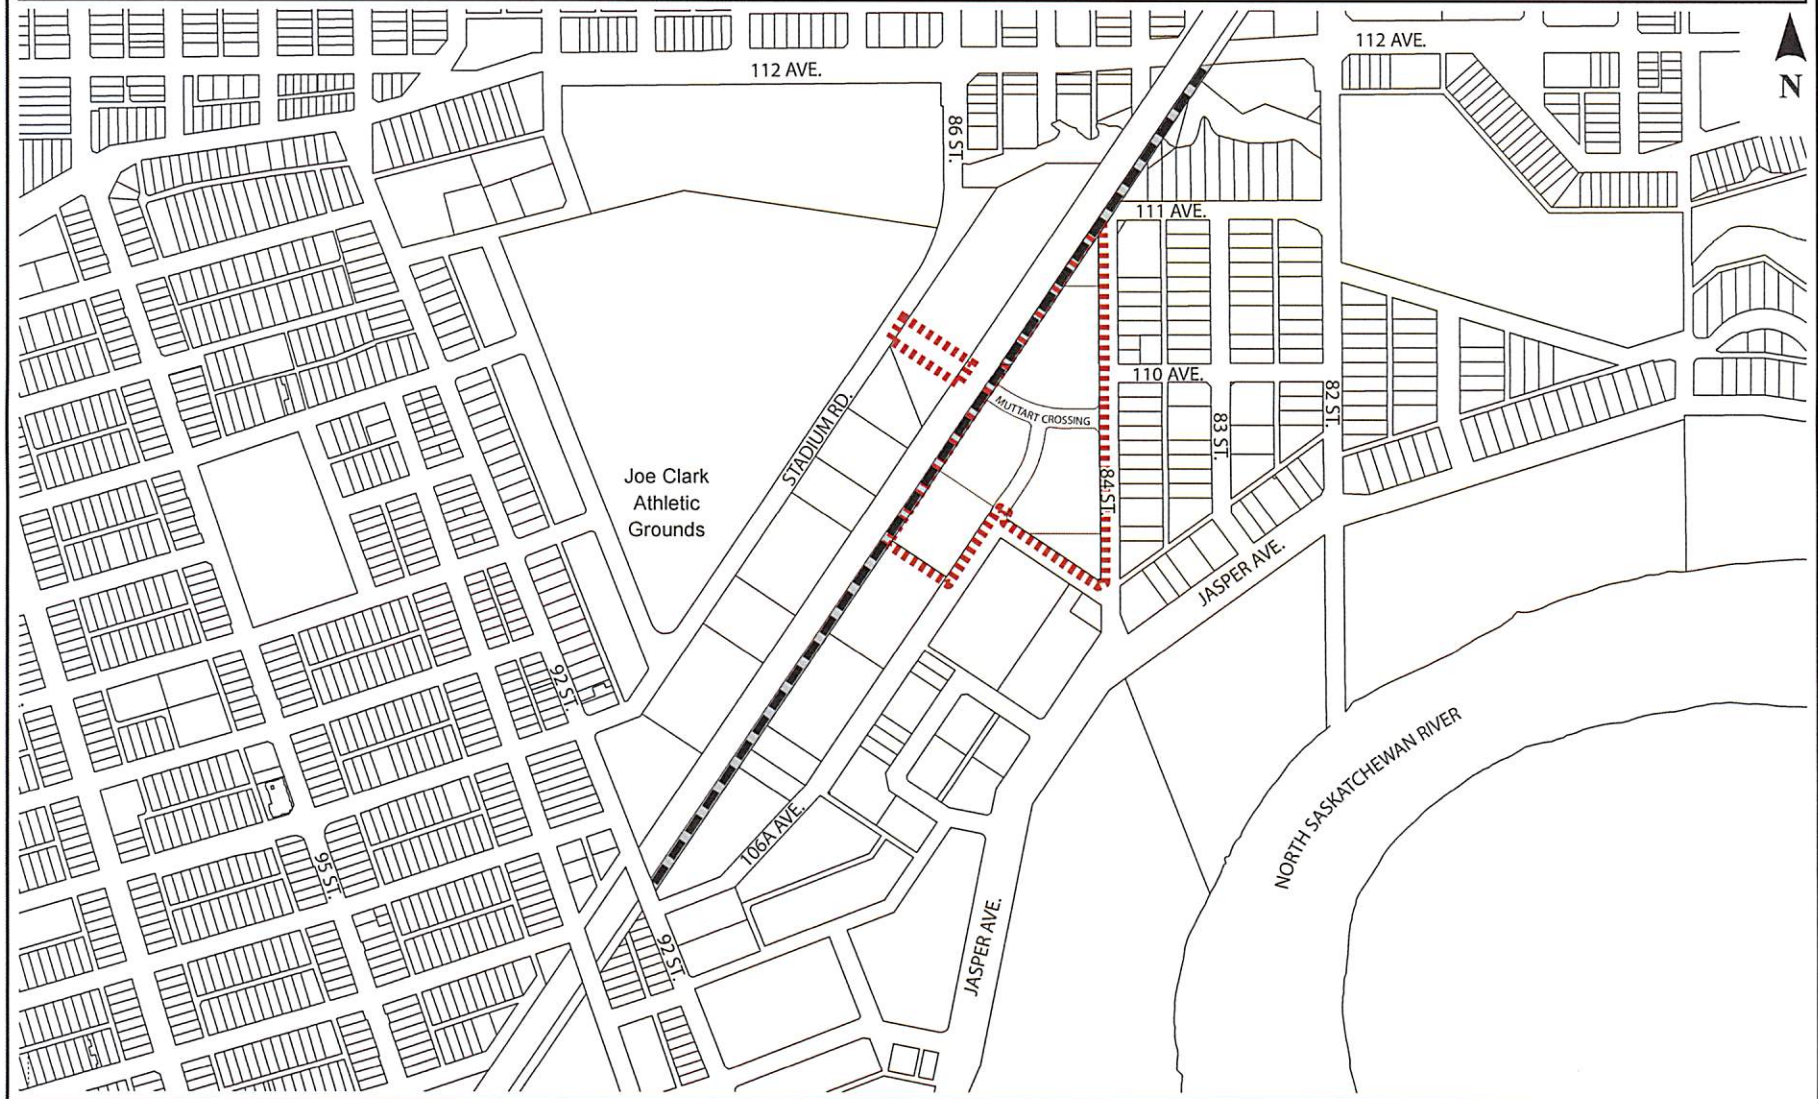 112 AVE.
112 AVE.
N
86 ST.
111 AVE.
110 AVE.
82 ST.
MUTTART CROSSING
83 ST.
STADIUM RD.
84 ST.
Joe Clark
Athletic
Grounds
JASPER AVE.
92 ST.
NORTH SASKATCHEWAN RIVER
106A AVE.
95 ST.
92 ST.
JASPER AVE.